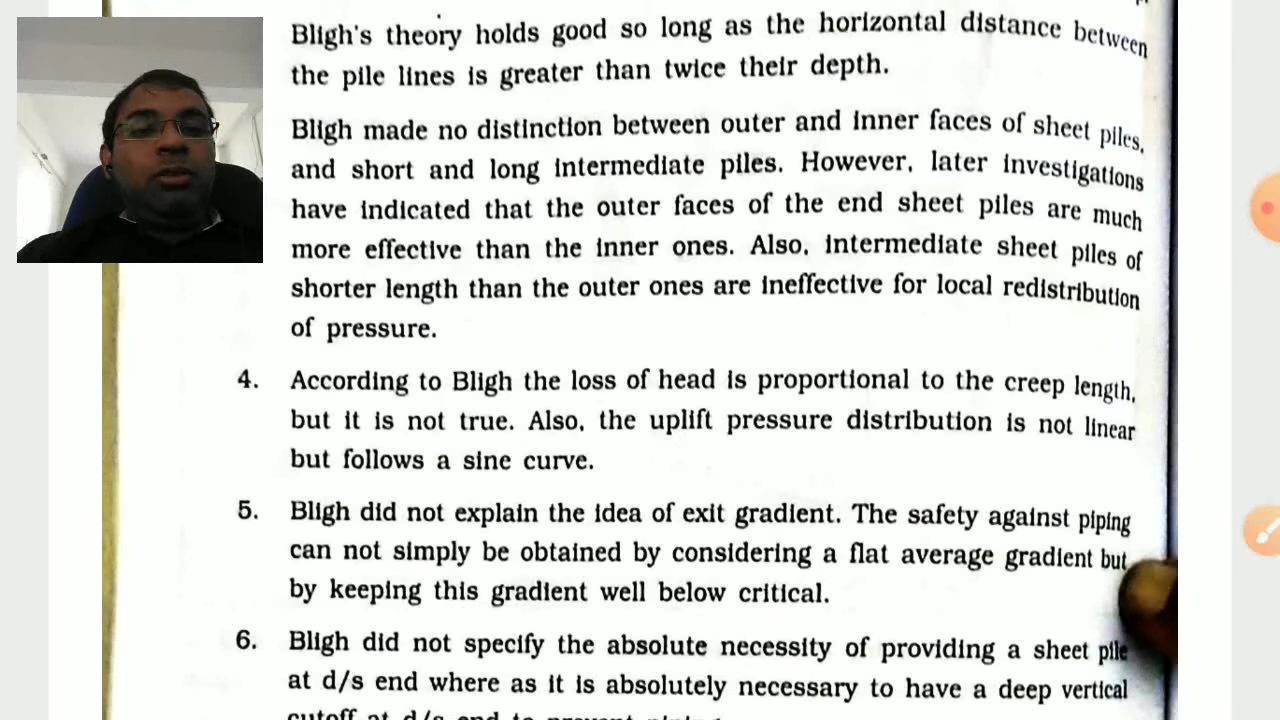 Bligh's theory holds good so long as the horizontal distance between
the pile lines is greater than twice their depth.
Bligh made no distinction between outer and inner faces of sheet piles,
and short and long intermediate piles. However, later investigations
have indicated that the outer faces of the end sheet piles are much
more effective than the inner ones. Also, intermediate sheet piles of
shorter length than the outer ones are ineffective for local redistribution
of pressure.
4. According to Bligh the loss of head is proportional to the creep length,
but it is not true. Also, the uplift pressure distribution is not linear
but follows a sine curve.
5. Bligh did not explain the idea of exit gradient. The safety against piping
can not simply be obtained by considering a flat average gradient but
by keeping this gradient well below critical.
6. Bligh did not specify the absolute necessity of providing a sheet pile
at d/s end where as it is absolutely necessary to have a deep vertical
cutoff at d/s end to prevent piping.